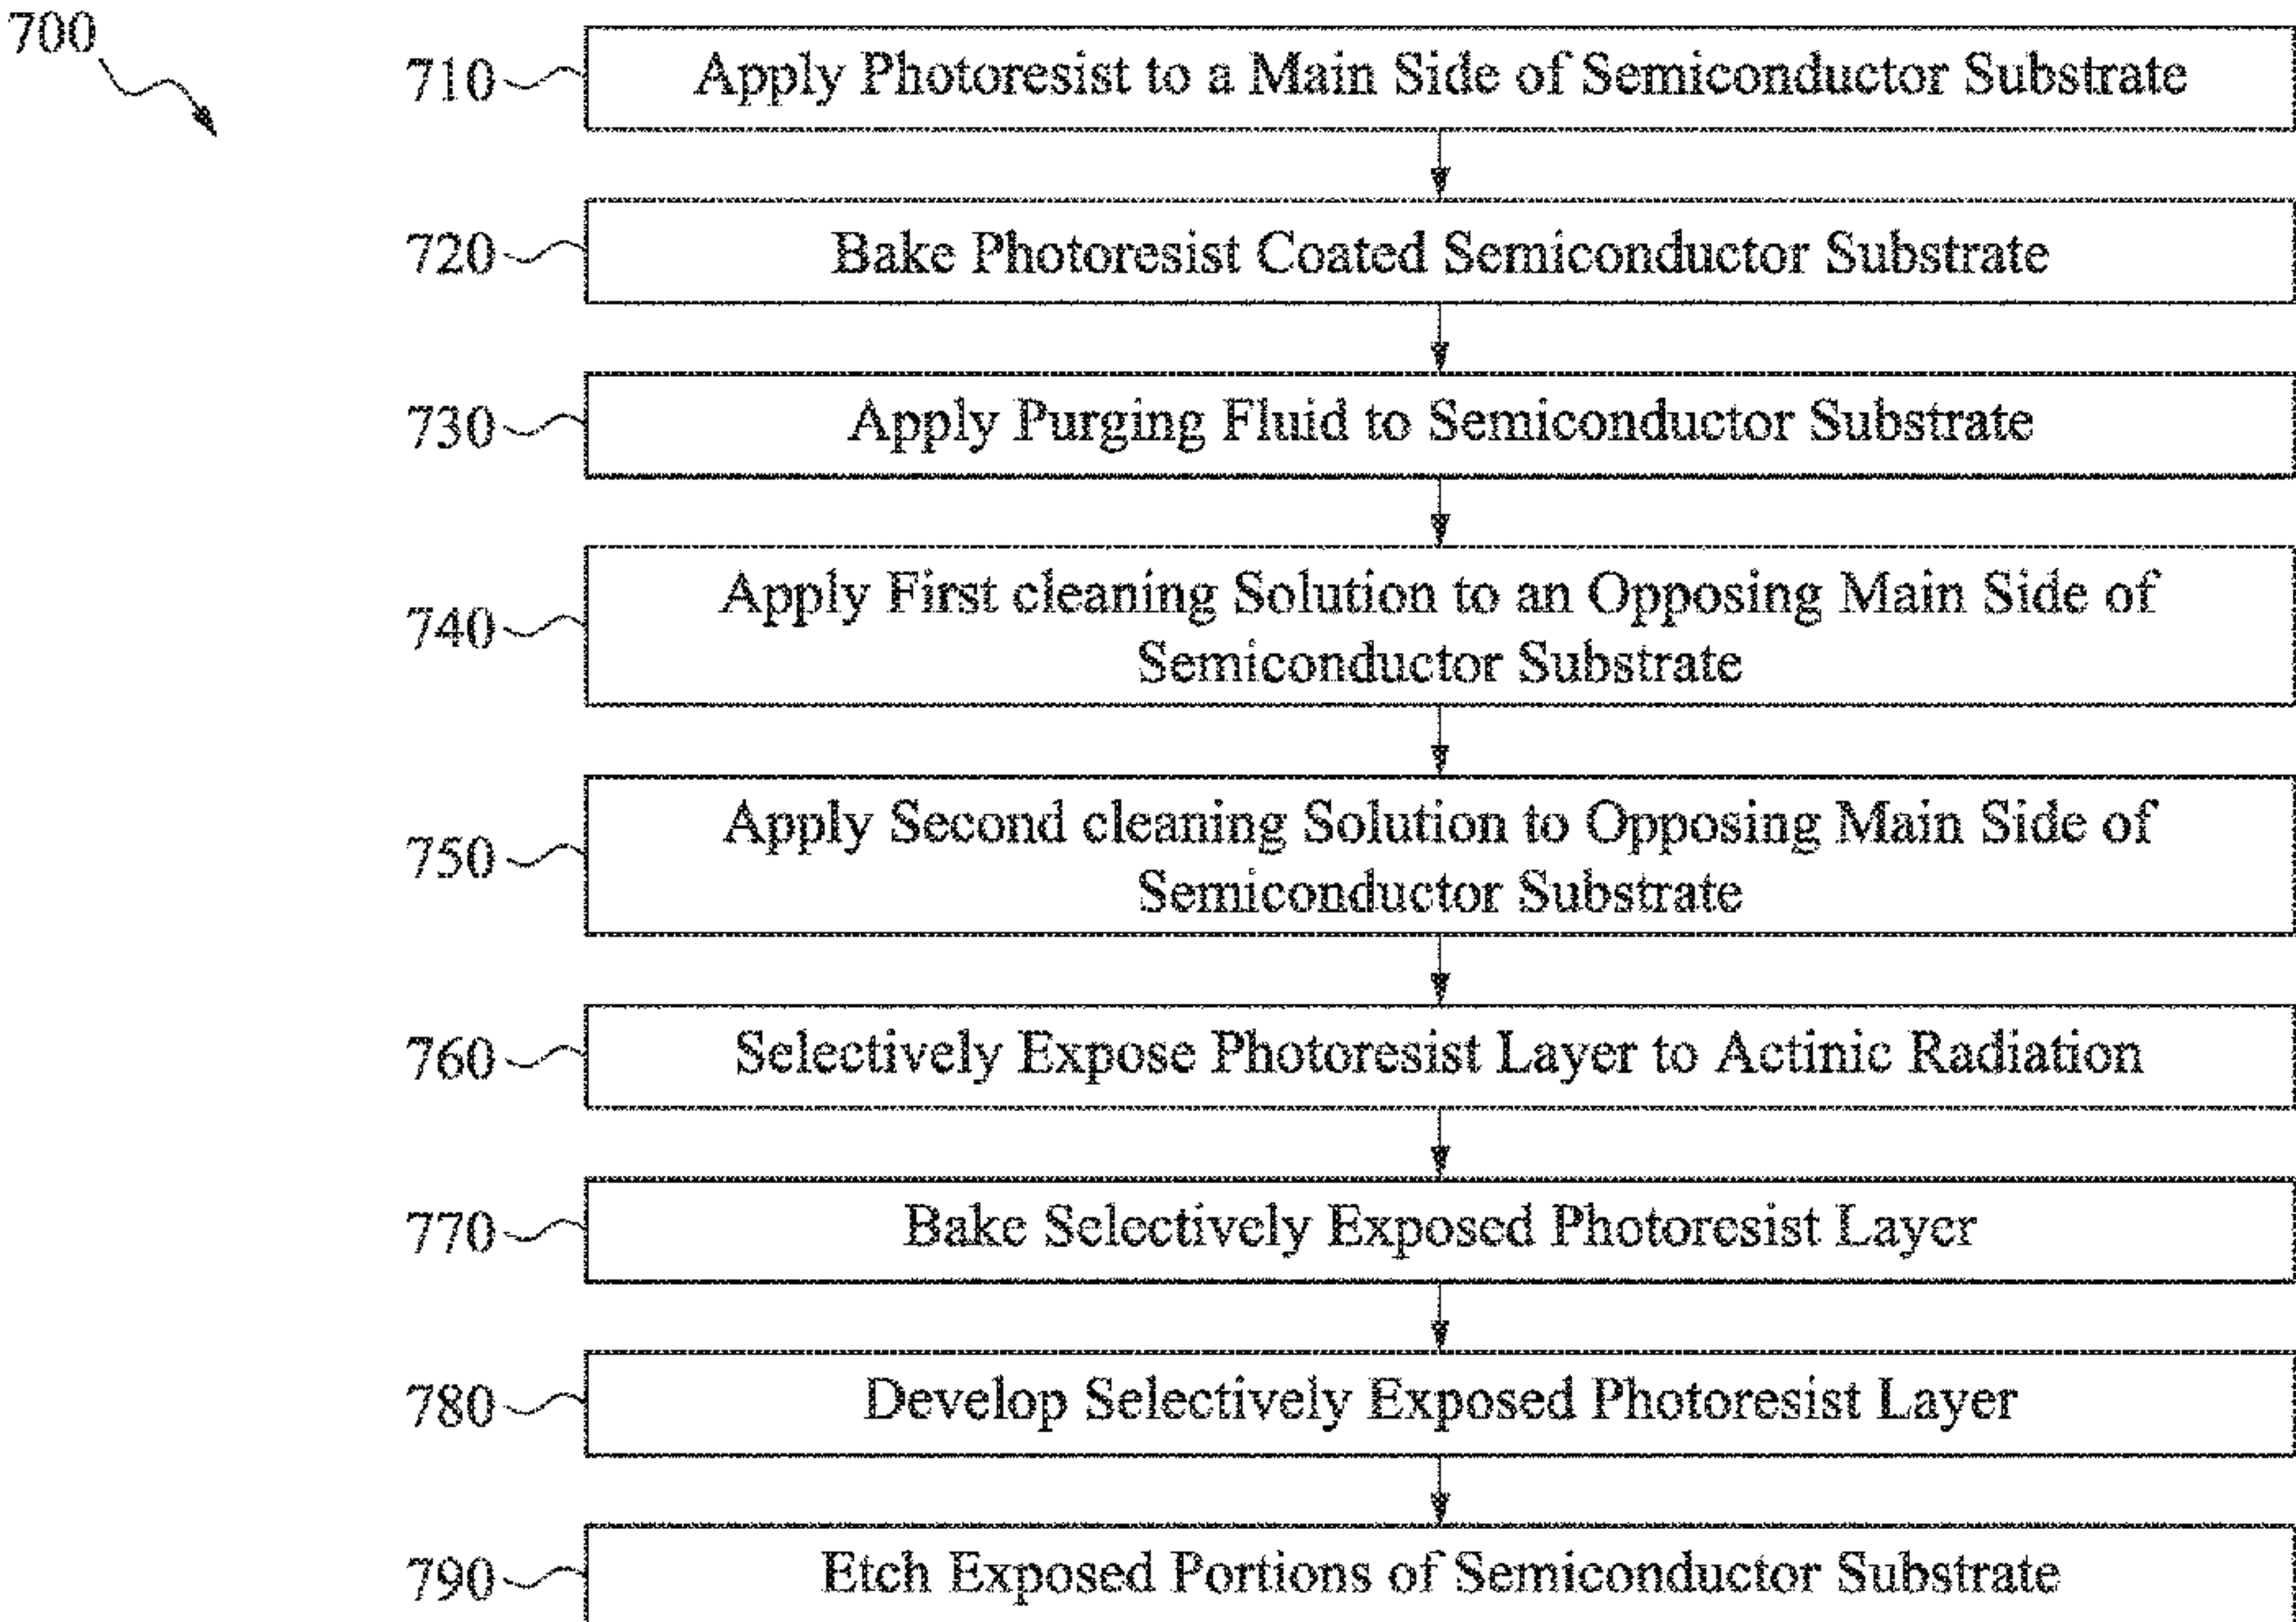 700
710 Apply Photoresist to a Main Side of Semiconductor Substrate
720 Bake Photoresist Coated Semiconductor Substrate
730 Apply Purging Fluid to Semiconductor Substrate
740 Apply First cleaning Solution to an Opposing Main Side of
Semiconductor Substrate
750 Apply Second cleaning Solution to Opposing Main Side of
Semiconductor Substrate
760 Selectively Expose Photoresist Layer to Actinic Radiation
770 Bake Selectively Exposed Photoresist Layer
780 Develop Selectively Exposed Photoresist Layer
790 Etch Exposed Portions of Semiconductor Substrate